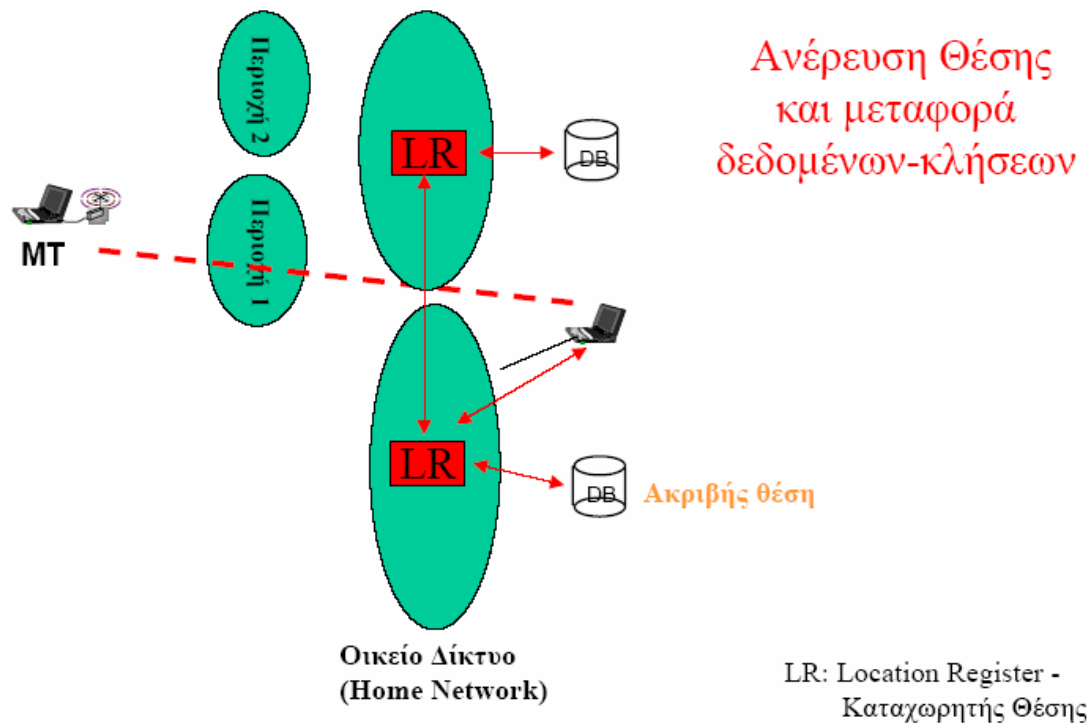 Ανέρευση Θέσης
και μεταφορά
δεδομένων-κλήσεων
Περιοχή 2
LR
DB
MT
Περιοχή 1
LR
DB
Ακριβής θέση
Οικείο Δίκτυο
(Home Network)
LR: Location Register -
Καταχωρητής Θέσης